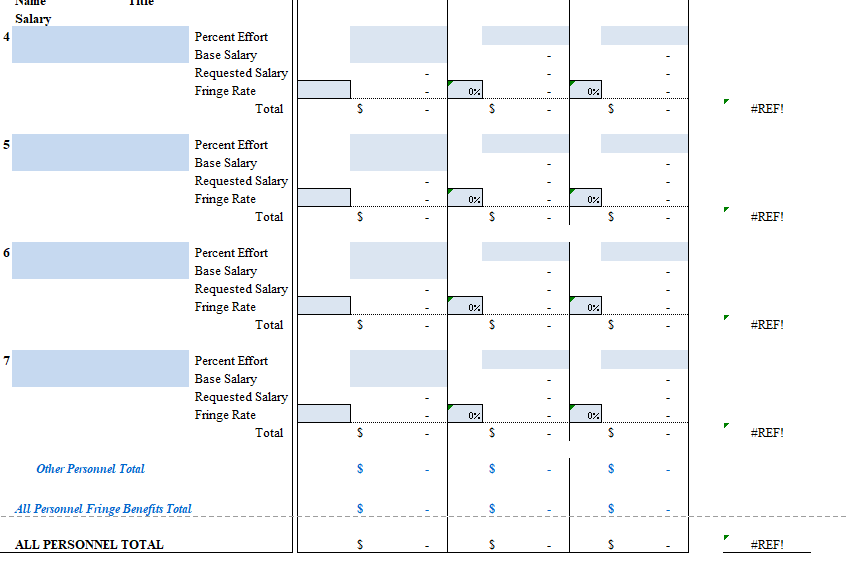 Name Title
Salary
4 Percent Effort
Base Salary -  -
Requested Salary -  -  -
Fringe Rate -  0% -  0% -
Total $ -  $ -  $ -  #REF!
5 Percent Effort
Base Salary -  -
Requested Salary -  -  -
Fringe Rate -  0% -  0% -
Total $ -  $ -  $ -  #REF!
6 Percent Effort
Base Salary -  -
Requested Salary -  -  -
Fringe Rate -  0% -  0% -
Total $ -  $ -  $ -  #REF!
7 Percent Effort
Base Salary -  -
Requested Salary -  -  -
Fringe Rate -  0% -  0% -
Total $ -  $ -  $ -  #REF!
Other Personnel Total $ -  $ -  $ -
All Personnel Fringe Benefits Total $ -  $ -  $ -
ALL PERSONNEL TOTAL $ -  $ -  $ -  #REF!